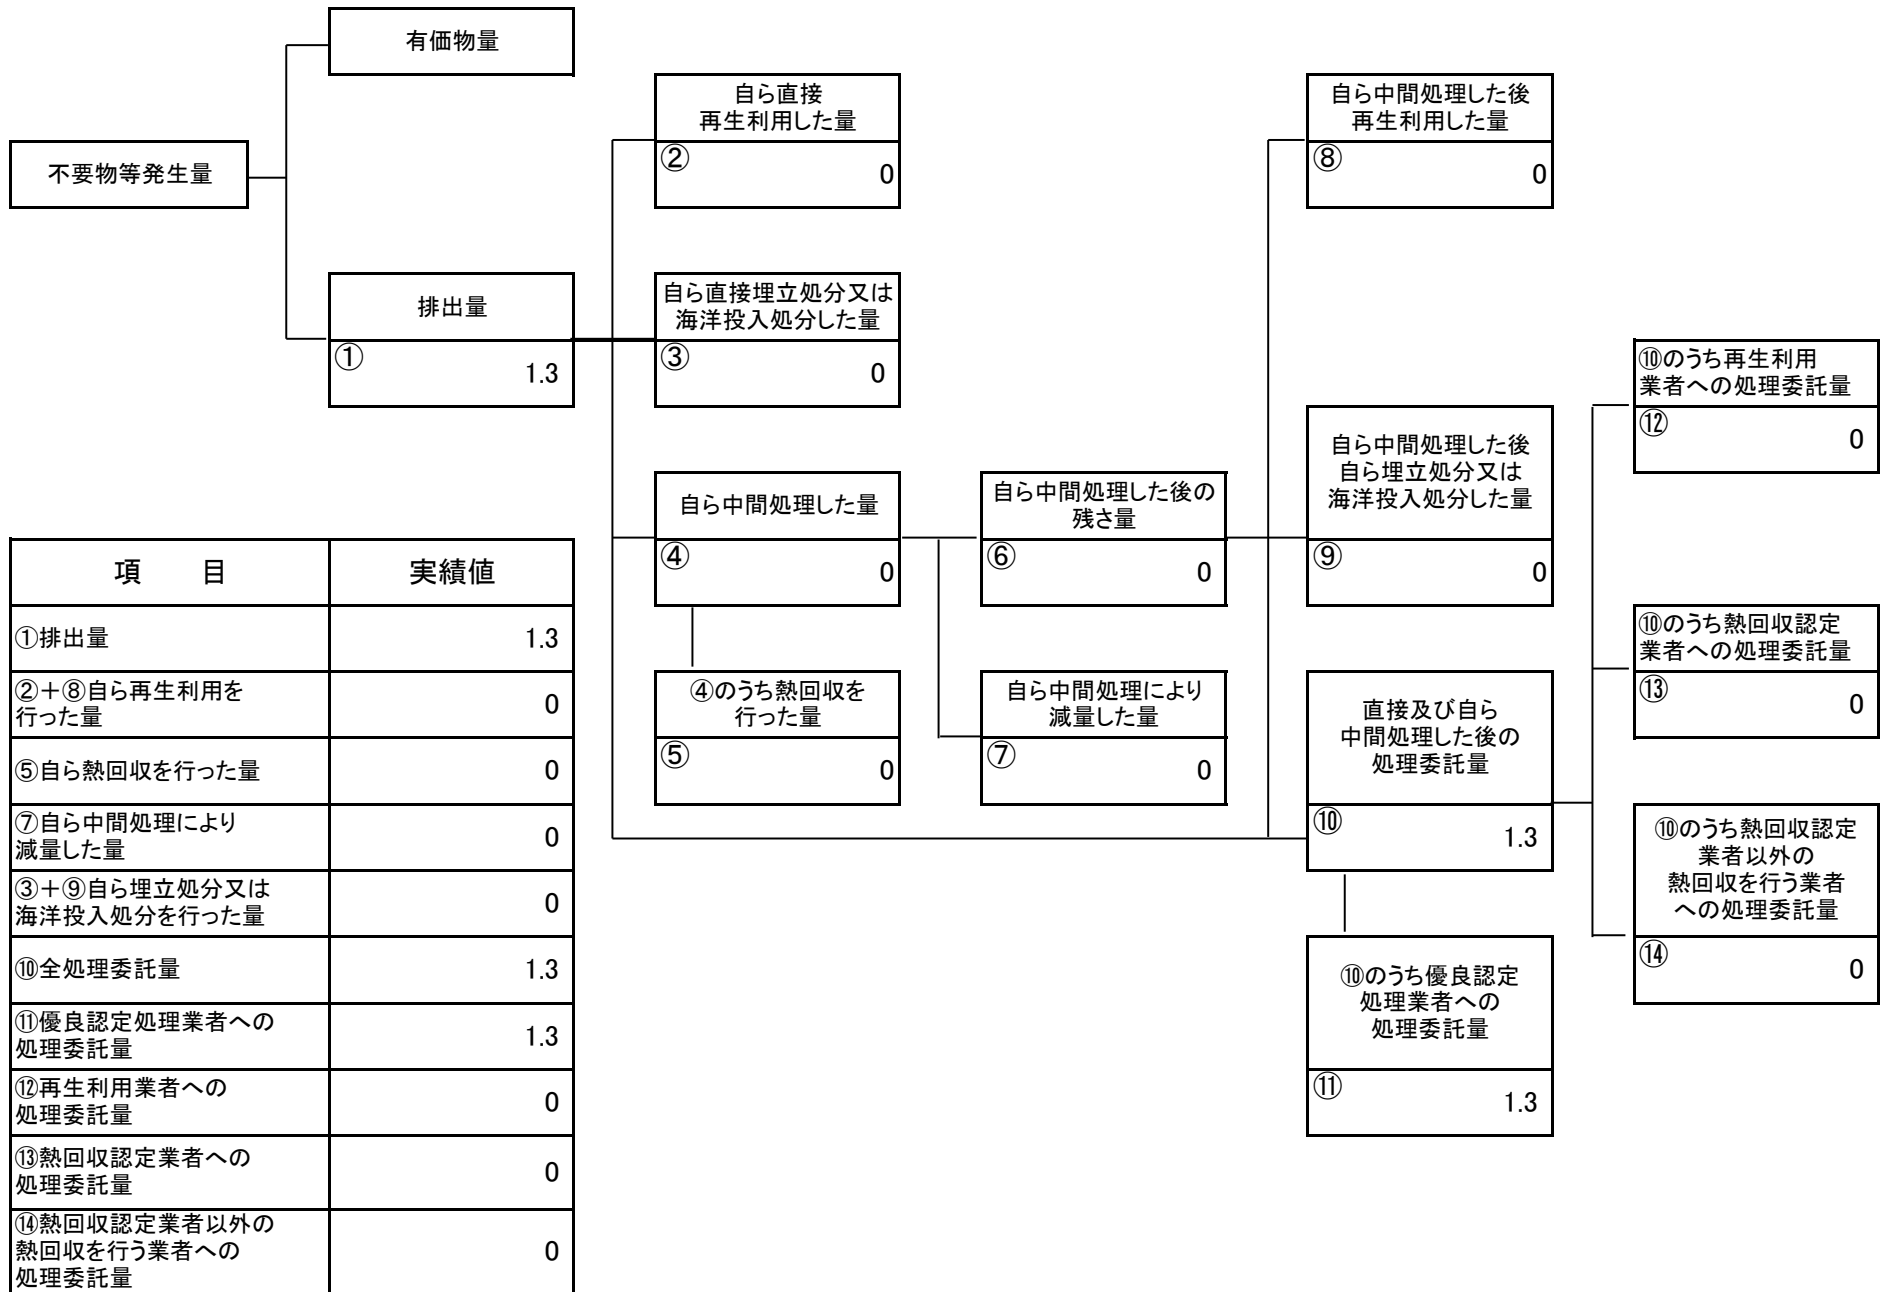 有価物量
自ら直接
再生利用した量
②
0
自ら中間処理した後
再生利用した量
⑧
0
不要物等発生量
排出量
①
1.3
自ら直接埋立処分又は
海洋投入処分した量
③
0
⑩のうち再生利用
業者への処理委託量
⑫
0
自ら中間処理した量
④
0
自ら中間処理した後の
残さ量
⑥
0
自ら中間処理した後
自ら埋立処分又は
海洋投入処分した量
⑨
0
⑩のうち熱回収認定
業者への処理委託量
⑬
0
④のうち熱回収を
行った量
⑤
0
自ら中間処理により
減量した量
⑦
0
直接及び自ら
中間処理した後の
処理委託量
⑩
1.3
⑩のうち熱回収認定
業者以外の
熱回収を行う業者
への処理委託量
⑭
0
⑩のうち優良認定
処理業者への
処理委託量
⑪
1.3
項　　目
実績値
①排出量
1.3
②＋⑧自ら再生利用を
行った量
0
⑤自ら熱回収を行った量
0
⑦自ら中間処理により
減量した量
0
③＋⑨自ら埋立処分又は
海洋投入処分を行った量
0
⑩全処理委託量
1.3
⑪優良認定処理業者への
処理委託量
1.3
⑫再生利用業者への
処理委託量
0
⑬熱回収認定業者への
処理委託量
0
⑭熱回収認定業者以外の
熱回収を行う業者への
処理委託量
0